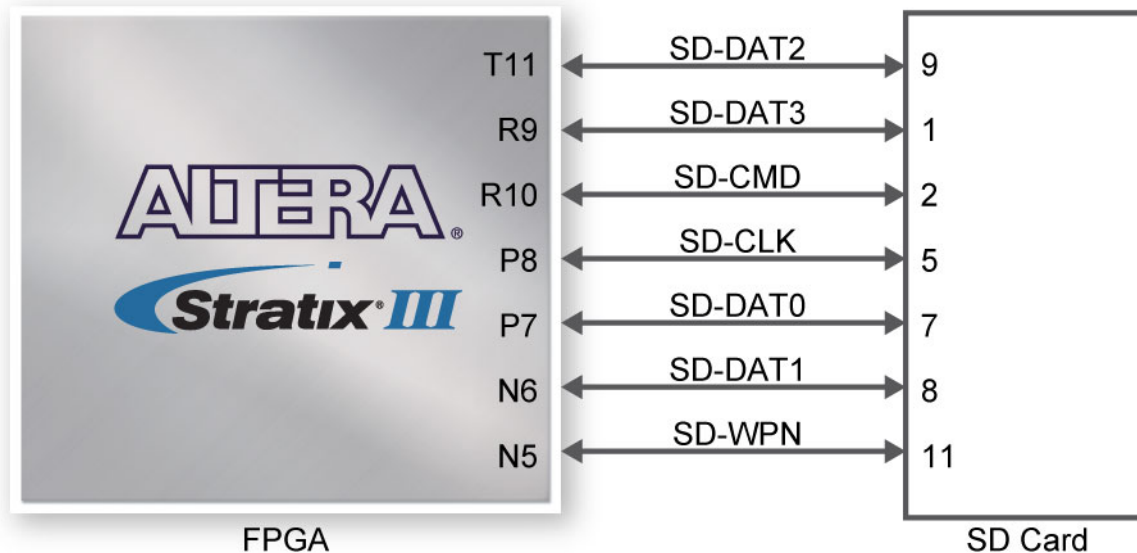 T11 SD-DAT2 9
R9 SD-DAT3 1
R10 SD-CMD 2
P8 SD-CLK 5
P7 SD-DAT0 7
N6 SD-DAT1 8
N5 SD-WPN 11
ALTERA®
Stratix® III
FPGA SD Card